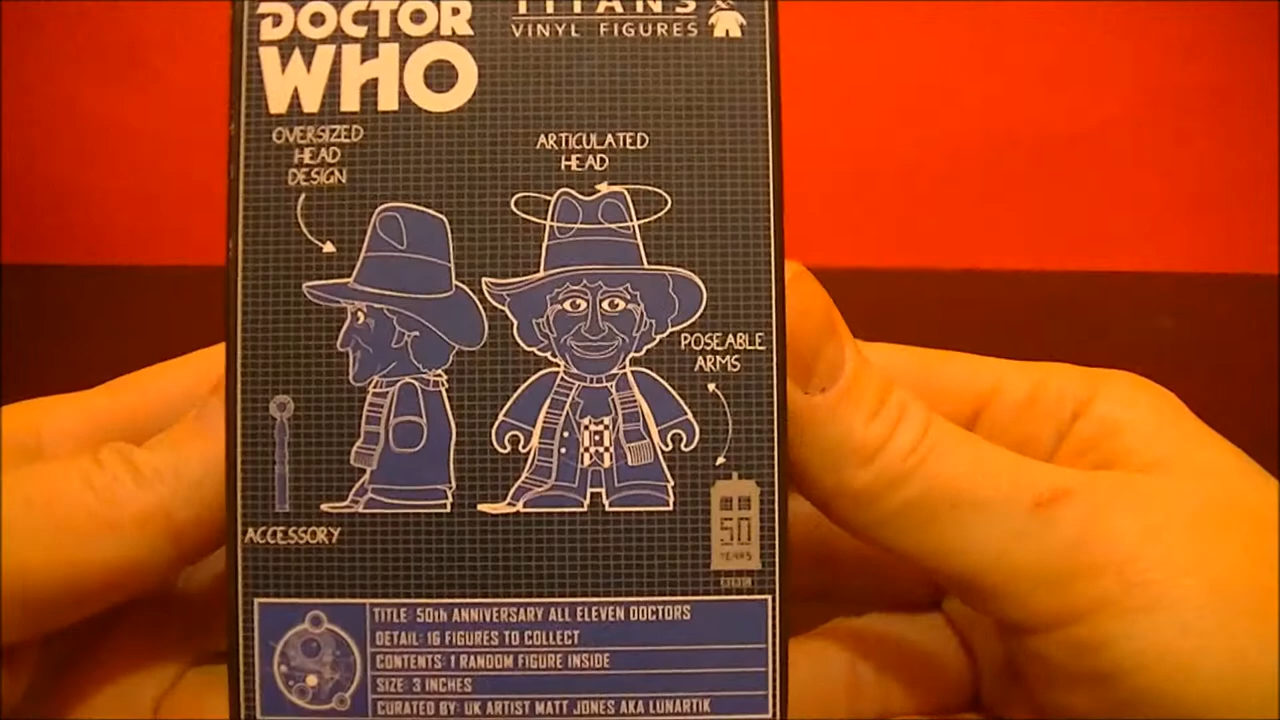 DOCTOR
WHO
TITANS
VINYL FIGURES
OVERSIZED
HEAD
DESIGN
ARTICULATED
HEAD
POSEABLE
ARMS
ACCESSORY
50
YEARS
TITLE: 50th ANNIVERSARY ALL ELEVEN DOCTORS
DETAIL: 16 FIGURES TO COLLECT
CONTENTS: 1 RANDOM FIGURE INSIDE
SIZE: 3 INCHES
CURATED BY: UK ARTIST MATT JONES AKA LUNARTIK